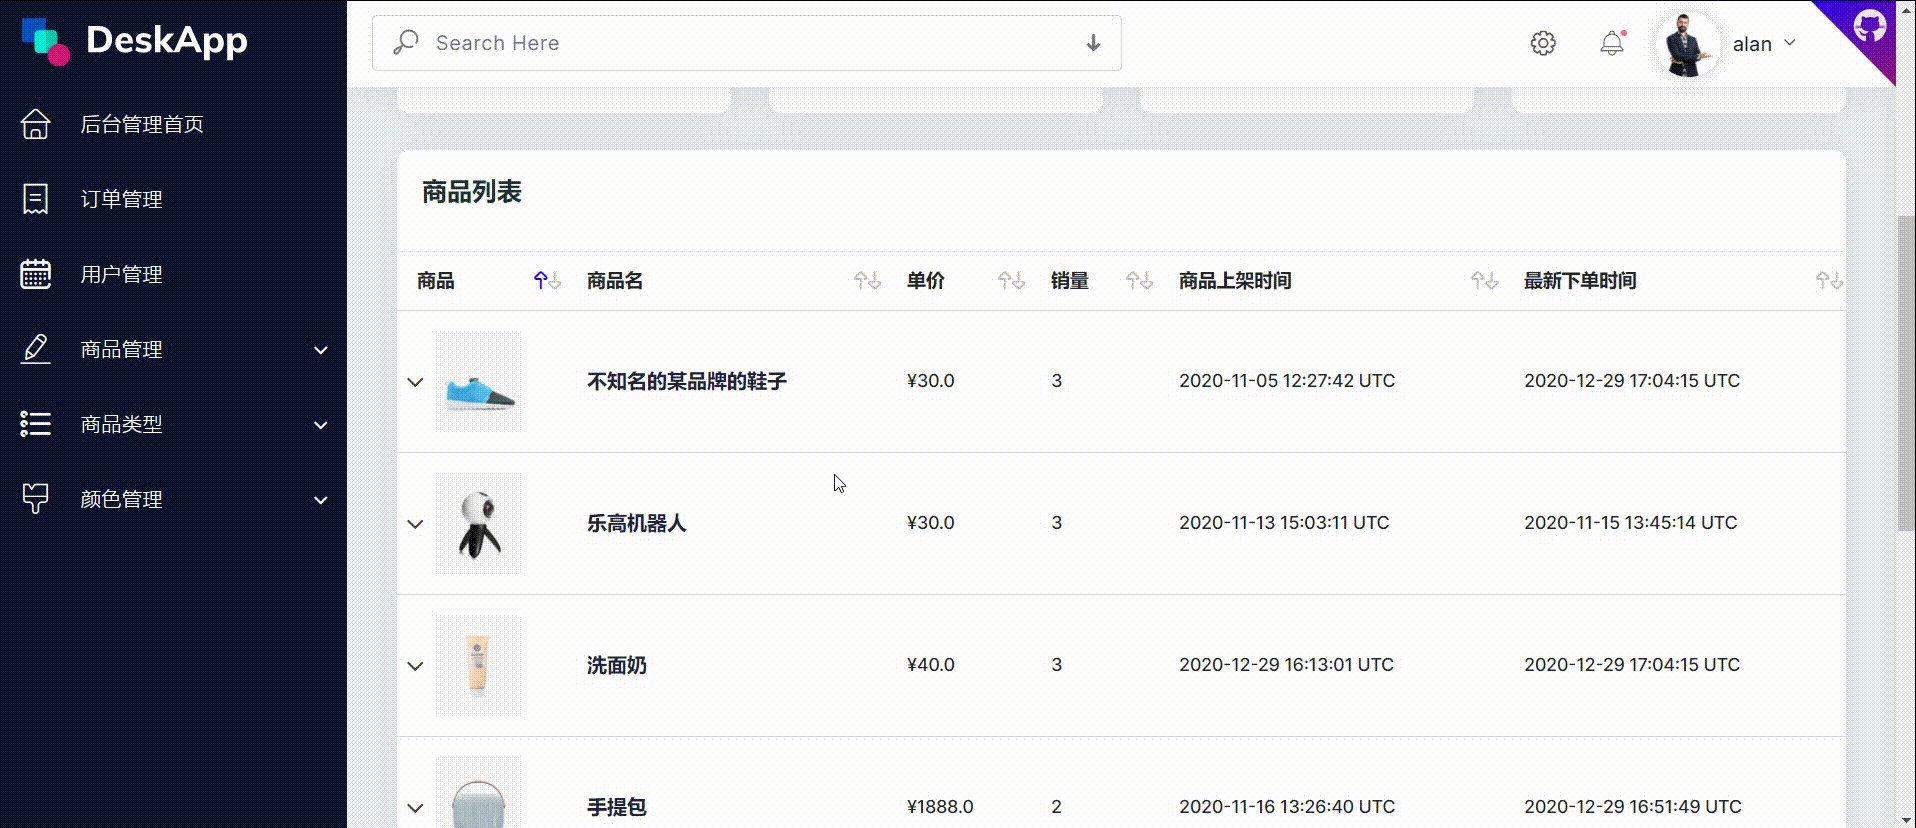 DeskApp
Search Here
alan
后台管理首页
订单管理
用户管理
商品管理
商品类型
颜色管理
商品列表
商品 商品名 单价 销量 商品上架时间 最新下单时间
不知名的某品牌的鞋子 ¥30.0 3 2020-11-05 12:27:42 UTC 2020-12-29 17:04:15 UTC
乐高机器人 ¥30.0 3 2020-11-13 15:03:11 UTC 2020-11-15 13:45:14 UTC
洗面奶 ¥40.0 3 2020-12-29 16:13:01 UTC 2020-12-29 17:04:15 UTC
手提包 ¥1888.0 2 2020-11-16 13:26:40 UTC 2020-12-29 16:51:49 UTC